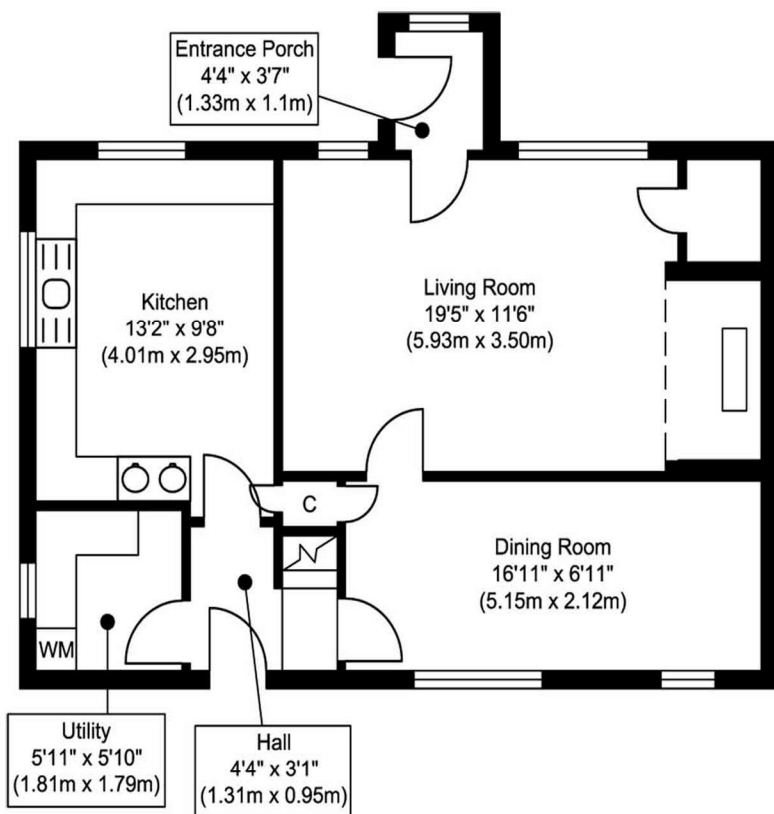 Entrance Porch
4'4" x 3'7"
(1.33m x 1.1m)
Kitchen
13'2" x 9'8"
(4.01m x 2.95m)
Living Room
19'5" x 11'6"
(5.93m x 3.50m)
C
Dining Room
16'11" x 6'11"
(5.15m x 2.12m)
WM
Utility
5'11" x 5'10"
(1.81m x 1.79m)
Hall
4'4" x 3'1"
(1.31m x 0.95m)